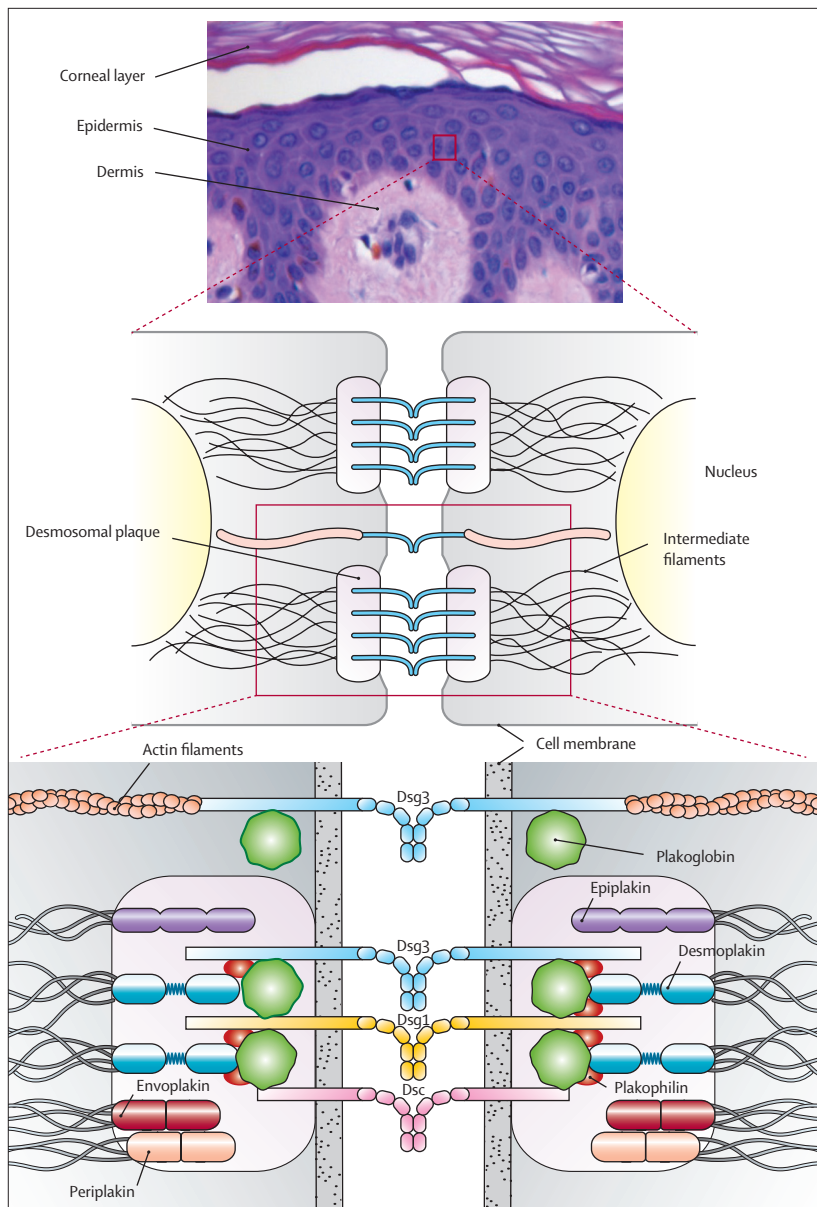 Corneal layer
Epidermis
Dermis
Nucleus
Desmosomal plaque
Intermediate
filaments
Cell membrane
Actin filaments
Dsg3
Plakoglobin
Epiplakin
Dsg3
Desmoplakin
Dsg1
Envoplakin
Dsc
Plakophilin
Periplakin